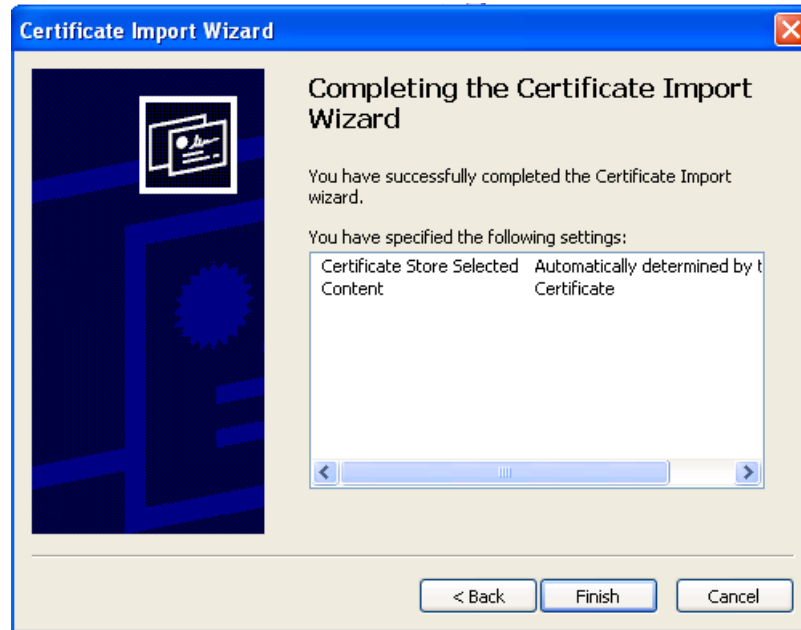 Certificate Import Wizard
Completing the Certificate Import
Wizard
You have successfully completed the Certificate Import
wizard.
You have specified the following settings:
Certificate Store Selected Automatically determined by t
Content Certificate
< Back Finish Cancel